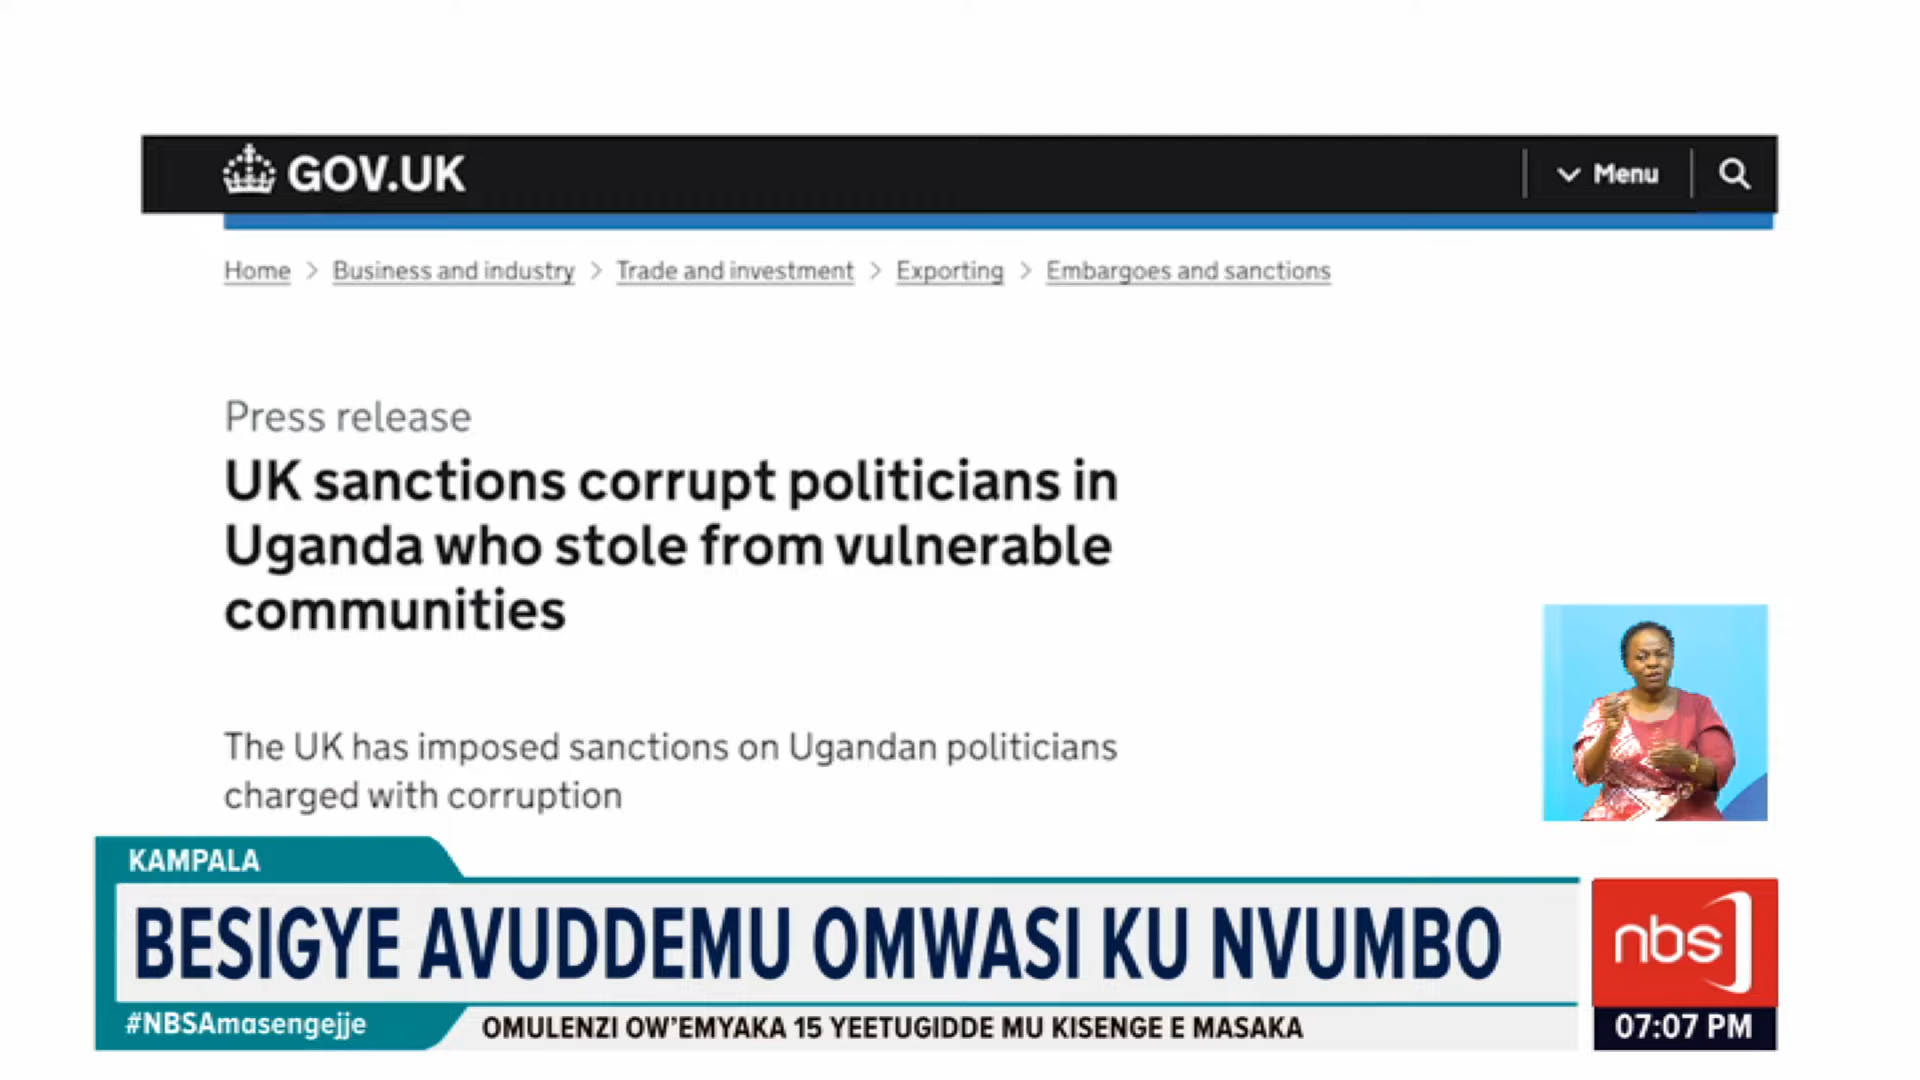 GOV.UK
Menu
Home > Business and industry > Trade and investment > Exporting > Embargoes and sanctions
Press release
UK sanctions corrupt politicians in
Uganda who stole from vulnerable
communities
The UK has imposed sanctions on Ugandan politicians
charged with corruption
KAMPALA
BESIGYE AVUDDEMU OMWASI KU NVUMBO
nbs
#NBSAmasengejje
OMULENZI OW'EMYAKA 15 YEETUGIDDE MU KISENGE E MASAKA
07:07 PM